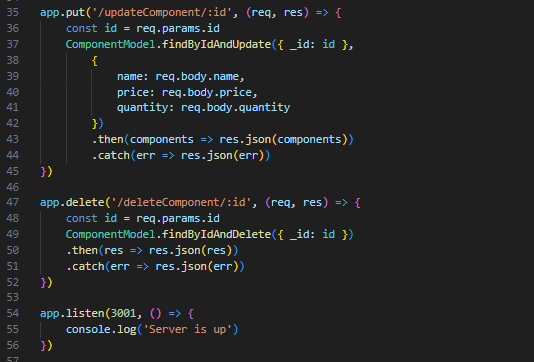 35 app.put('/updateComponent/:id', (req, res) => {
36     const id = req.params.id
37     ComponentModel.findByIdAndUpdate({ _id: id },
38         {
39             name: req.body.name,
40             price: req.body.price,
41             quantity: req.body.quantity
42         })
43         .then(components => res.json(components))
44         .catch(err => res.json(err))
45 })
46
47 app.delete('/deleteComponent/:id', (req, res) => {
48     const id = req.params.id
49     ComponentModel.findByIdAndDelete({ _id: id })
50     .then(res => res.json(res))
51     .catch(err => res.json(err))
52 })
53
54 app.listen(3001, () => {
55     console.log('Server is up')
56 })
57